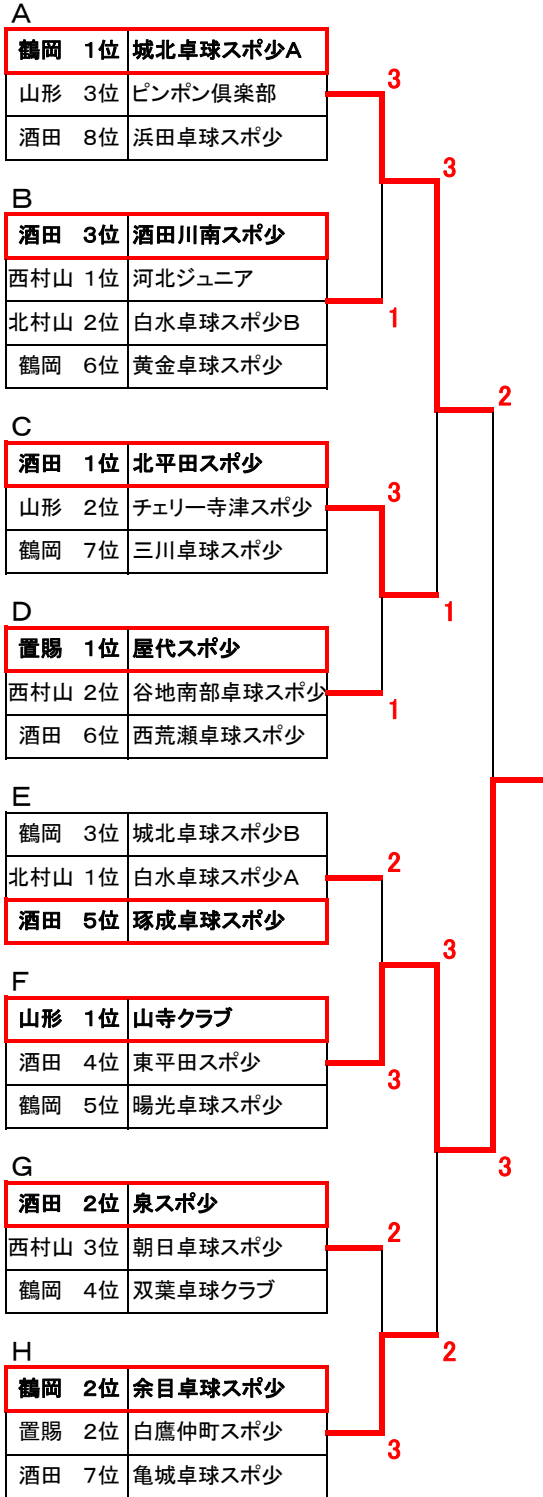 A
鶴岡 1位 城北卓球スポ少A
山形 3位 ピンポン倶楽部
酒田 8位 浜田卓球スポ少
3
3
B
酒田 3位 酒田川南スポ少
西村山 1位 河北ジュニア
北村山 2位 白水卓球スポ少B
鶴岡 6位 黄金卓球スポ少
1
2
C
酒田 1位 北平田スポ少
山形 2位 チェリー寺津スポ少
鶴岡 7位 三川卓球スポ少
3
1
D
置賜 1位 屋代スポ少
西村山 2位 谷地南部卓球スポ少
酒田 6位 西荒瀬卓球スポ少
1
E
鶴岡 3位 城北卓球スポ少B
北村山 1位 白水卓球スポ少A
酒田 5位 琢成卓球スポ少
2
3
F
山形 1位 山寺クラブ
酒田 4位 東平田スポ少
鶴岡 5位 暘光卓球スポ少
3
3
G
酒田 2位 泉スポ少
西村山 3位 朝日卓球スポ少
鶴岡 4位 双葉卓球クラブ
2
2
H
鶴岡 2位 余目卓球スポ少
置賜 2位 白鷹仲町スポ少
酒田 7位 亀城卓球スポ少
3